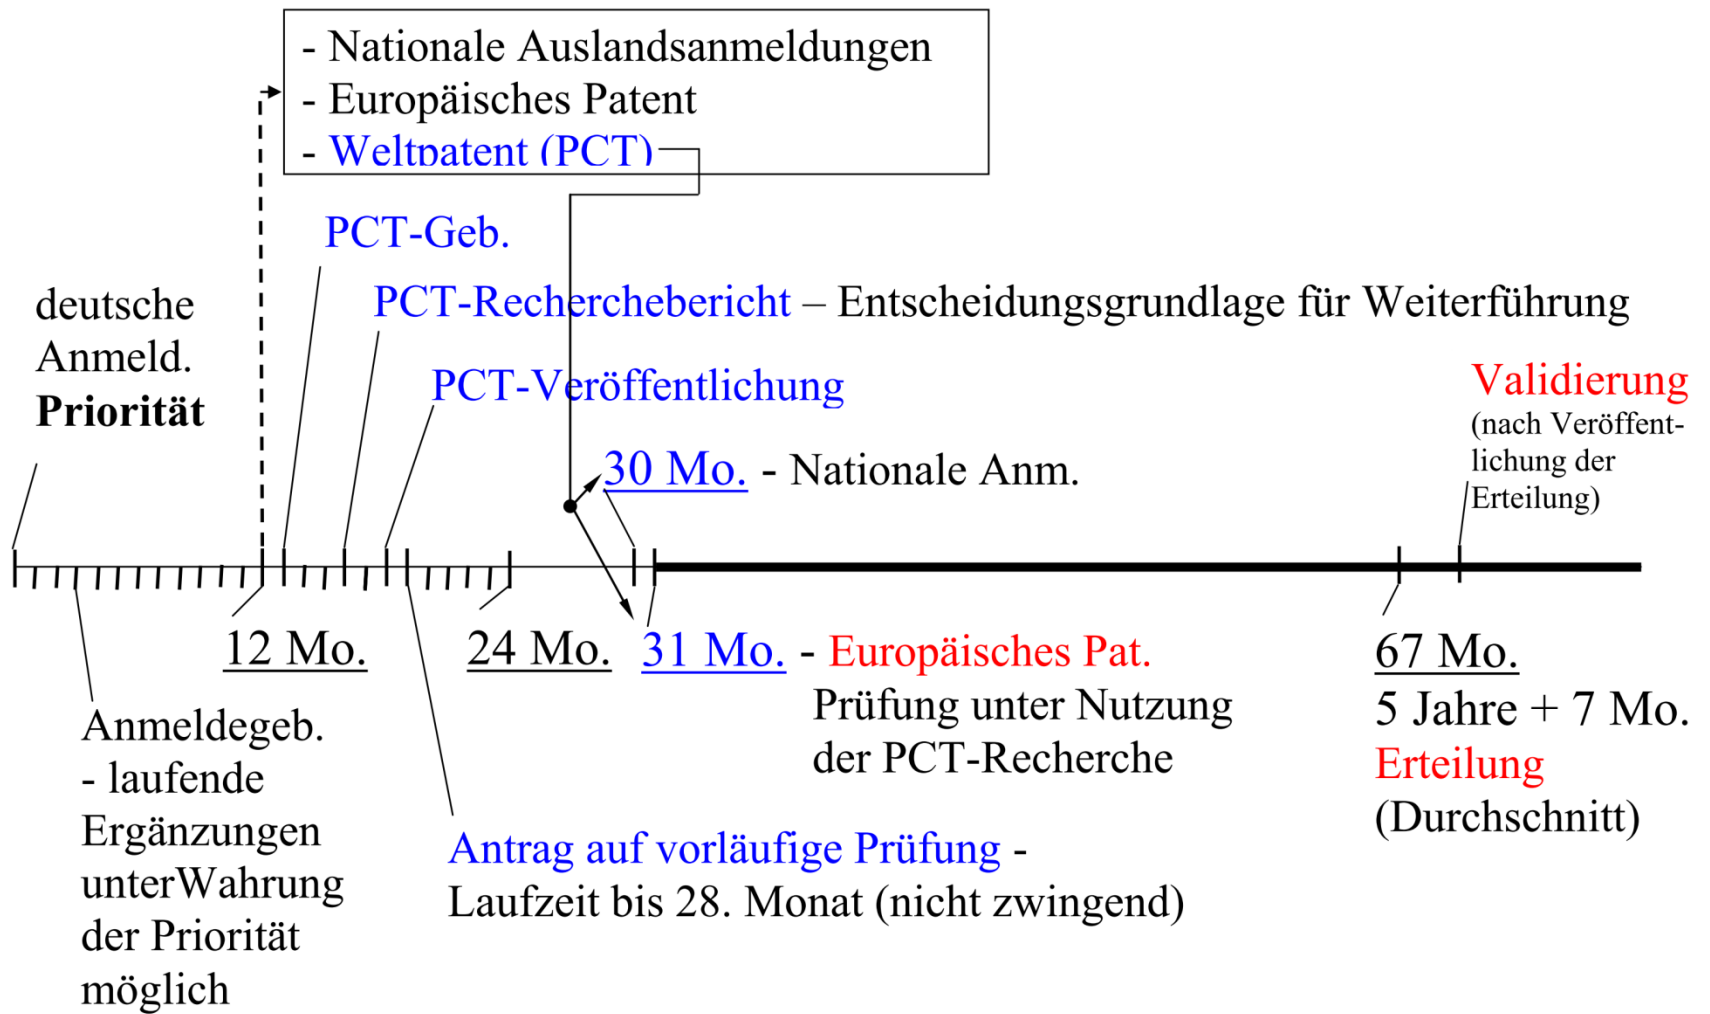 - Nationale Auslandsanmeldungen
- Europäisches Patent
- Weltpatent (PCT)
PCT-Geb.
deutsche
Anmeld.
Priorität
PCT-Recherchebericht – Entscheidungsgrundlage für Weiterführung
PCT-Veröffentlichung
Validierung
(nach Veröffent-
lichung der
Erteilung)
30 Mo. - Nationale Anm.
12 Mo.
24 Mo.
31 Mo. - Europäisches Pat.
Prüfung unter Nutzung
der PCT-Recherche
67 Mo.
5 Jahre + 7 Mo.
Erteilung
(Durchschnitt)
Anmeldegeb.
- laufende
Ergänzungen
unterWahrung
der Priorität
möglich
Antrag auf vorläufige Prüfung -
Laufzeit bis 28. Monat (nicht zwingend)